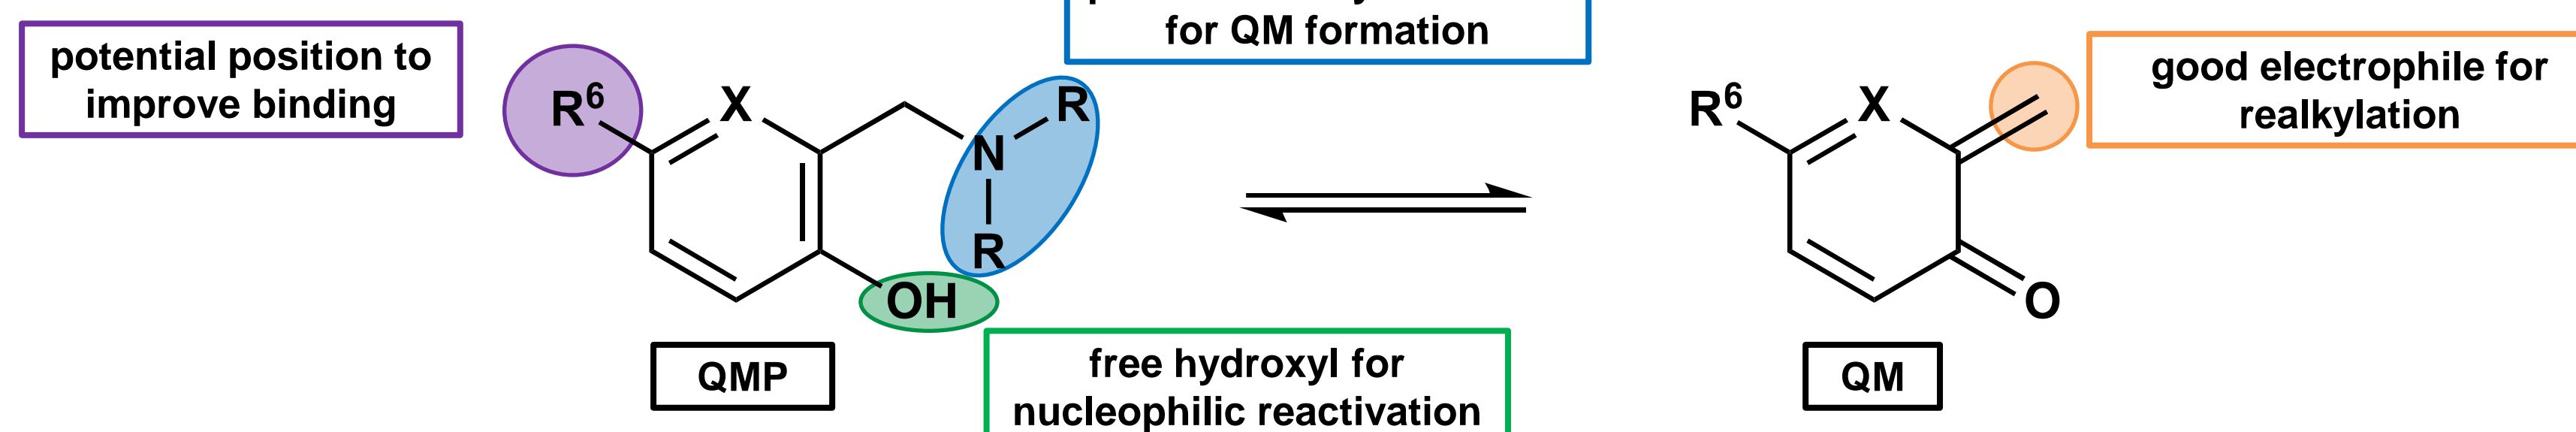 for QM formation
potential position to
improve binding
good electrophile for
realkylation
R6
X
R
N
R
OH
R6
X
O
QMP
QM
free hydroxyl for
nucleophilic reactivation